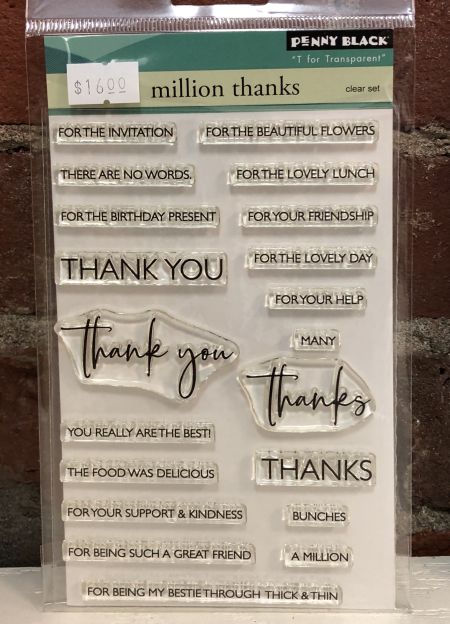 PENNY BLACK
"T for Transparent"
$16.00
million thanks
clear set
FOR THE INVITATION
FOR THE BEAUTIFUL FLOWERS
THERE ARE NO WORDS.
FOR THE LOVELY LUNCH
FOR THE BIRTHDAY PRESENT
FOR YOUR FRIENDSHIP
THANK YOU
FOR THE LOVELY DAY
FOR YOUR HELP
MANY
thank you
thanks
YOU REALLY ARE THE BEST!
THE FOOD WAS DELICIOUS
THANKS
FOR YOUR SUPPORT & KINDNESS
BUNCHES
FOR BEING SUCH A GREAT FRIEND
A MILLION
FOR BEING MY BESTIE THROUGH THICK & THIN